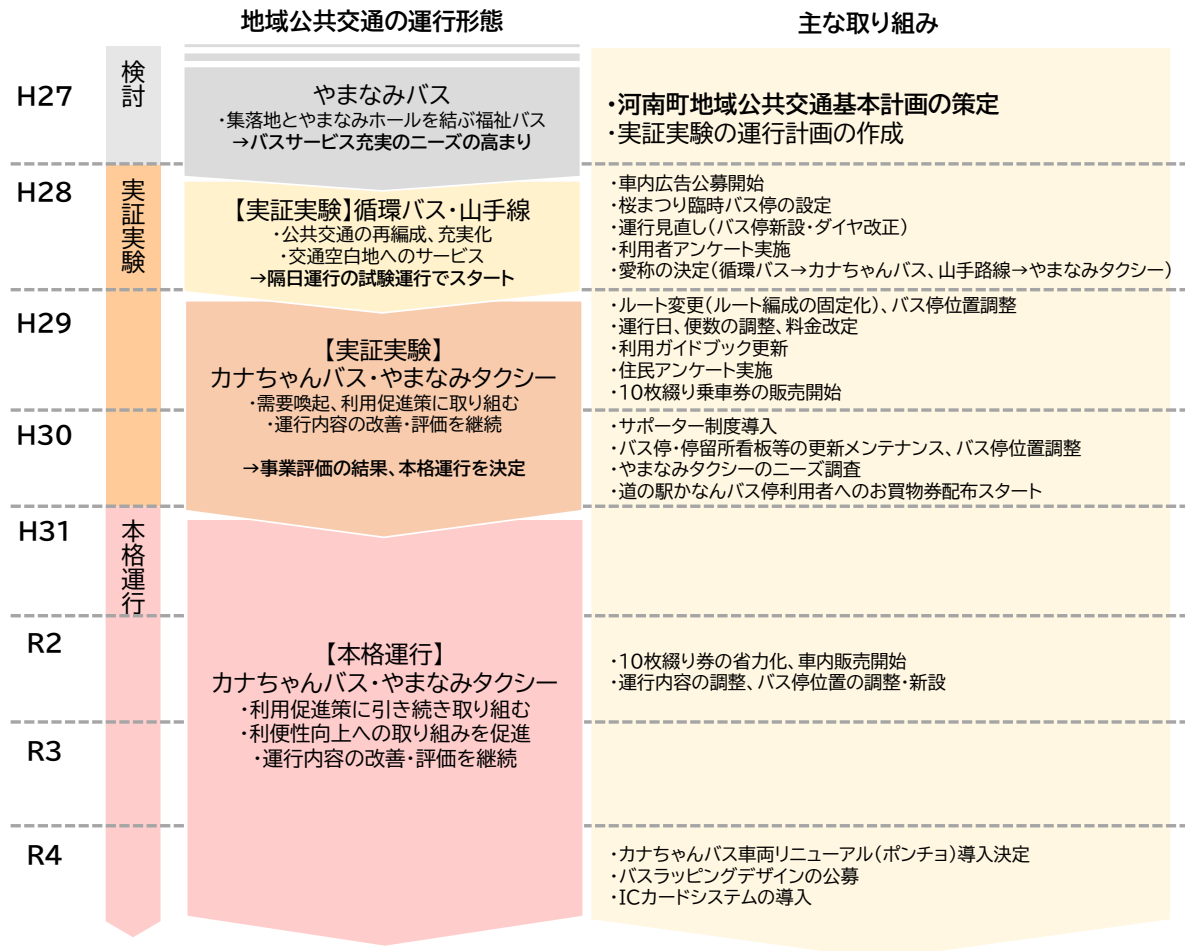 地域公共交通の運行形態
主な取り組み
H27
検討
やまなみバス
・集落地とやまなみホールを結ぶ福祉バス
→バスサービス充実のニーズの高まり
・河南町地域公共交通基本計画の策定
・実証実験の運行計画の作成
H28
実証実験
【実証実験】循環バス・山手線
・公共交通の再編成、充実化
・交通空白地へのサービス
→隔日運行の試験運行でスタート
・車内広告公募開始
・桜まつり臨時バス停の設定
・運行見直し(バス停新設・ダイヤ改正)
・利用者アンケート実施
・愛称の決定(循環バス→カナちゃんバス、山手路線→やまなみタクシー)
H29
【実証実験】
カナちゃんバス・やまなみタクシー
・需要喚起、利用促進策に取り組む
・運行内容の改善・評価を継続
→事業評価の結果、本格運行を決定
・ルート変更(ルート編成の固定化)、バス停位置調整
・運行日、便数の調整、料金改定
・利用ガイドブック更新
・住民アンケート実施
・10枚綴り乗車券の販売開始
H30
・サポーター制度導入
・バス停・停留所看板等の更新メンテナンス、バス停位置調整
・やまなみタクシーのニーズ調査
・道の駅かなんバス停利用者へのお買物券配布スタート
H31
本格運行
R2
【本格運行】
カナちゃんバス・やまなみタクシー
・利用促進策に引き続き取り組む
・利便性向上への取り組みを促進
・運行内容の改善・評価を継続
・10枚綴り券の省力化、車内販売開始
・運行内容の調整、バス停位置の調整・新設
R3
R4
・カナちゃんバス車両リニューアル(ポンチョ)導入決定
・バスラッピングデザインの公募
・ICカードシステムの導入